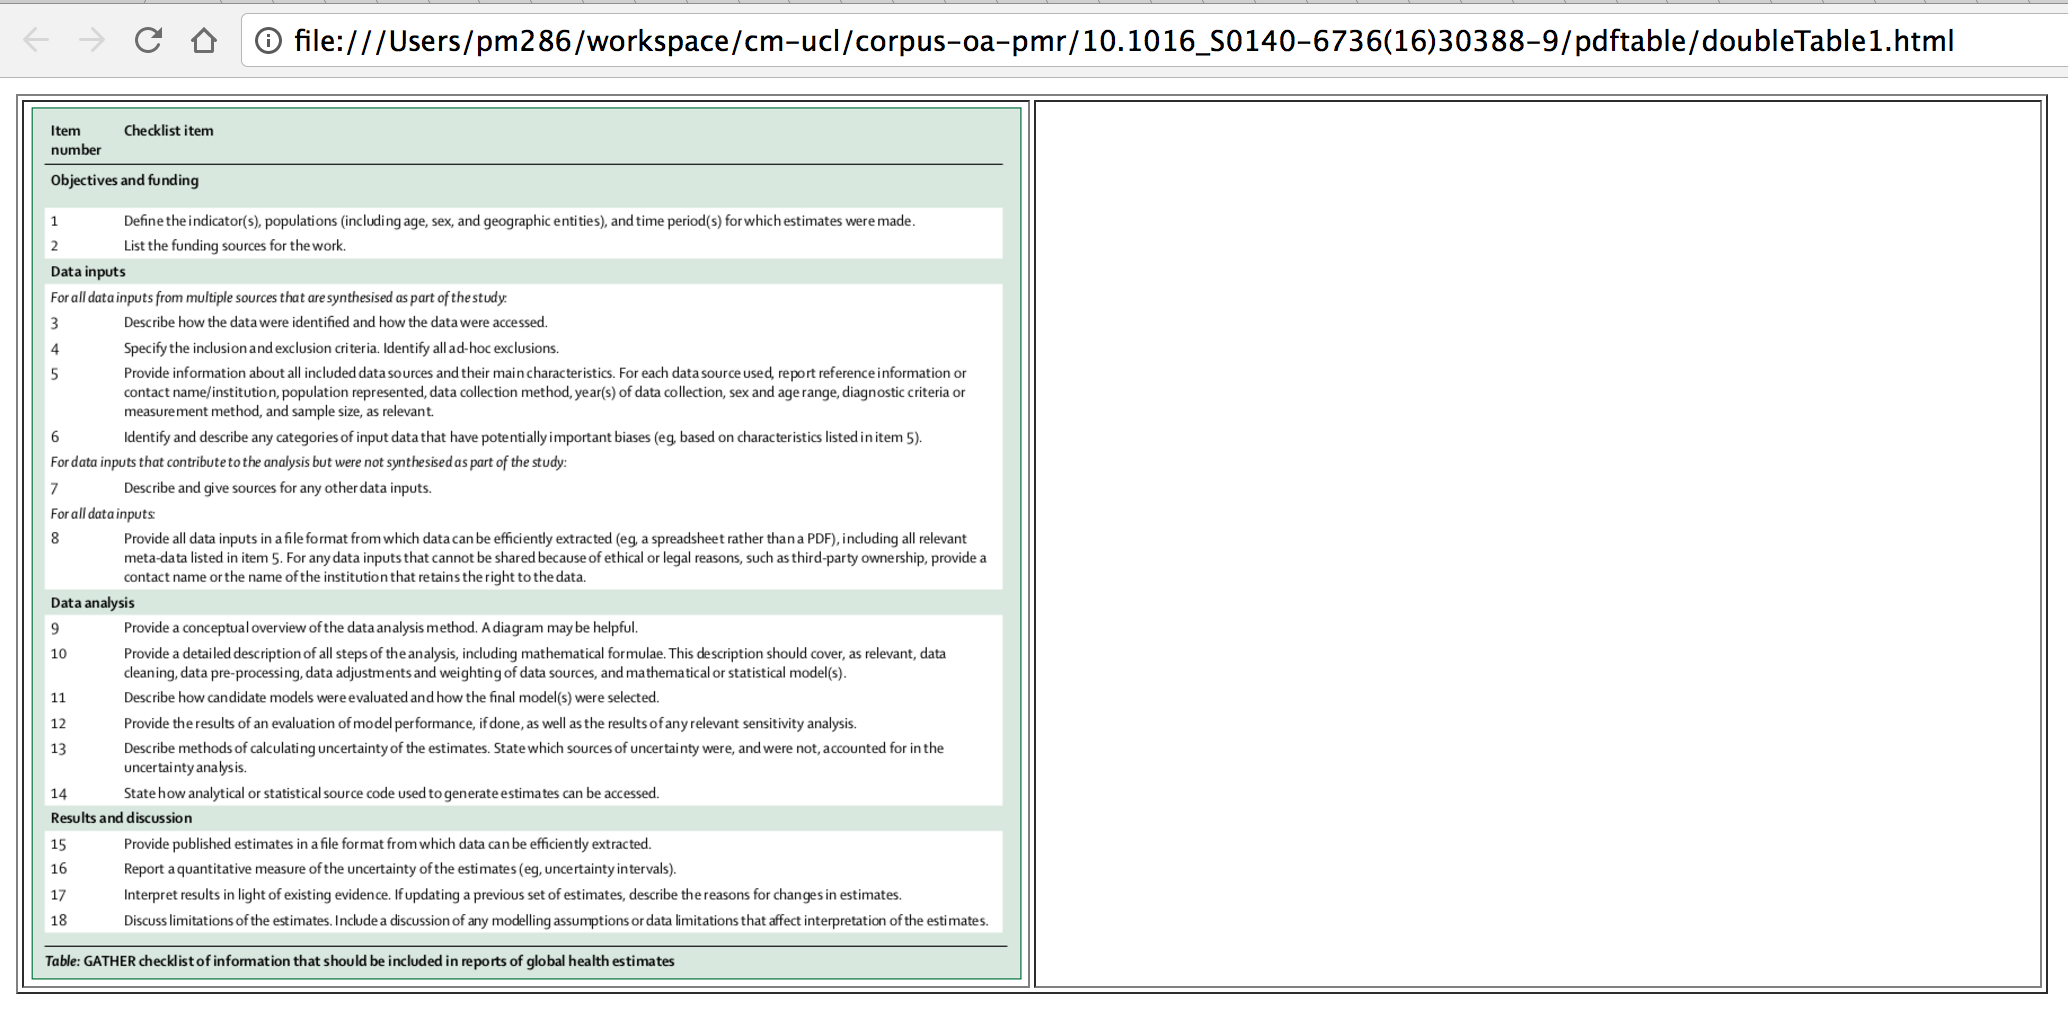 file:///Users/pm286/workspace/cm-ucl/corpus-oa-pmr/10.1016_S0140-6736(16)30388-9/pdftable/doubleTable1.html
Item number Checklist item
Objectives and funding
1 Define the indicator(s), populations (including age, sex, and geographic entities), and time period(s) for which estimates were made.
2 List the funding sources for the work.
Data inputs
For all data inputs from multiple sources that are synthesised as part of the study:
3 Describe how the data were identified and how the data were accessed.
4 Specify the inclusion and exclusion criteria. Identify all ad-hoc exclusions.
5 Provide information about all included data sources and their main characteristics. For each data source used, report reference information or
contact name/institution, population represented, data collection method, year(s) of data collection, sex and age range, diagnostic criteria or
measurement method, and sample size, as relevant.
6 Identify and describe any categories of input data that have potentially important biases (eg, based on characteristics listed in item 5).
For data inputs that contribute to the analysis but were not synthesised as part of the study:
7 Describe and give sources for any other data inputs.
For all data inputs:
8 Provide all data inputs in a file format from which data can be efficiently extracted (eg, a spreadsheet rather than a PDF), including all relevant
meta-data listed in item 5. For any data inputs that cannot be shared because of ethical or legal reasons, such as third-party ownership, provide a
contact name or the name of the institution that retains the right to the data.
Data analysis
9 Provide a conceptual overview of the data analysis method. A diagram may be helpful.
10 Provide a detailed description of all steps of the analysis, including mathematical formulae. This description should cover, as relevant, data
cleaning, data pre-processing, data adjustments and weighting of data sources, and mathematical or statistical model(s).
11 Describe how candidate models were evaluated and how the final model(s) were selected.
12 Provide the results of an evaluation of model performance, if done, as well as the results of any relevant sensitivity analysis.
13 Describe methods of calculating uncertainty of the estimates. State which sources of uncertainty were, and were not, accounted for in the
uncertainty analysis.
14 State how analytical or statistical source code used to generate estimates can be accessed.
Results and discussion
15 Provide published estimates in a file format from which data can be efficiently extracted.
16 Report a quantitative measure of the uncertainty of the estimates (eg, uncertainty intervals).
17 Interpret results in light of existing evidence. If updating a previous set of estimates, describe the reasons for changes in estimates.
18 Discuss limitations of the estimates. Include a discussion of any modelling assumptions or data limitations that affect interpretation of the estimates.
Table: GATHER checklist of information that should be included in reports of global health estimates